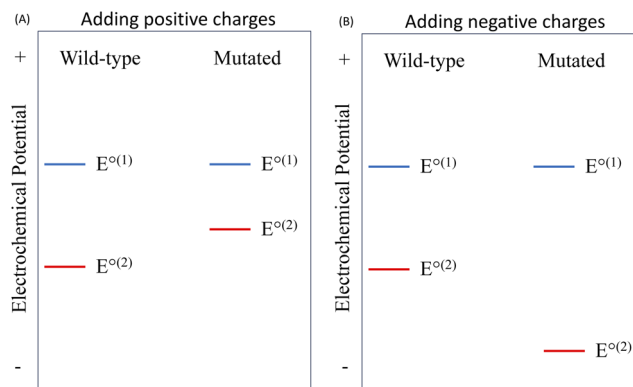 (A) Adding positive charges
+ Wild-type Mutated
Electrochemical Potential
E°⁽¹⁾ E°⁽¹⁾
E°⁽²⁾
E°⁽²⁾
-
(B) Adding negative charges
+ Wild-type Mutated
Electrochemical Potential
E°⁽¹⁾ E°⁽¹⁾
E°⁽²⁾
E°⁽²⁾
-